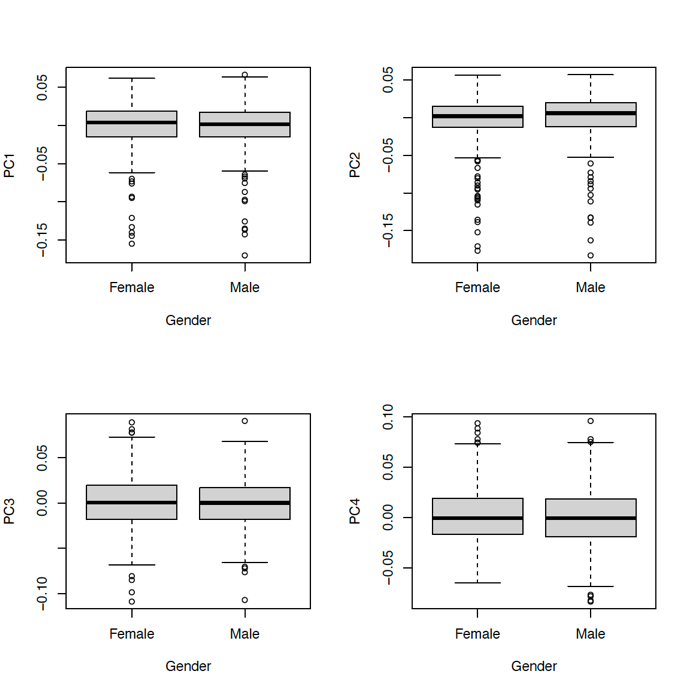 PC1
0.05
−0.05
−0.15
Female Male
Gender
PC2
0.05
−0.05
−0.15
Female Male
Gender
PC3
0.05
0.00
−0.10
Female Male
Gender
PC4
0.10
0.05
0.00
−0.05
Female Male
Gender